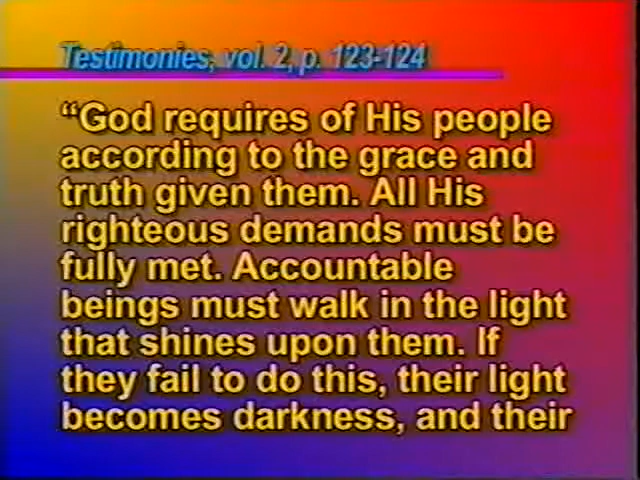 Testimonies, vol. 2, p. 123-124
“God requires of His people
according to the grace and
truth given them. All His
righteous demands must be
fully met. Accountable
beings must walk in the light
that shines upon them. If
they fail to do this, their light
becomes darkness, and their